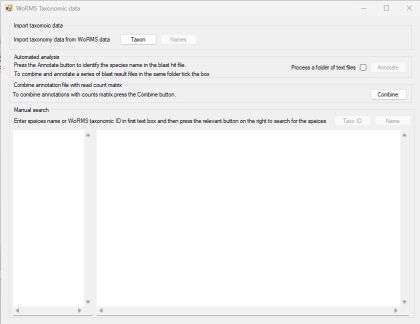 WoRMS Taxonomic data
Import taxomoic data
Import taxonomy data from WoRMS data Taxon Names
Automated analysis
Press the Annotate button to identify the species name in the blast hit file.
Process a folder of text files Annotate
To combine and annotate a series of blast result files in the same folder tick the box
Combine annotation file with read count matrix
To combine annotations with counts matrix press the Combine button. Combine
Manual search
Enter speices name or WoRMS taxonomic ID in first text box and then press the relevant button on the right to search for the speices Taxo ID Name